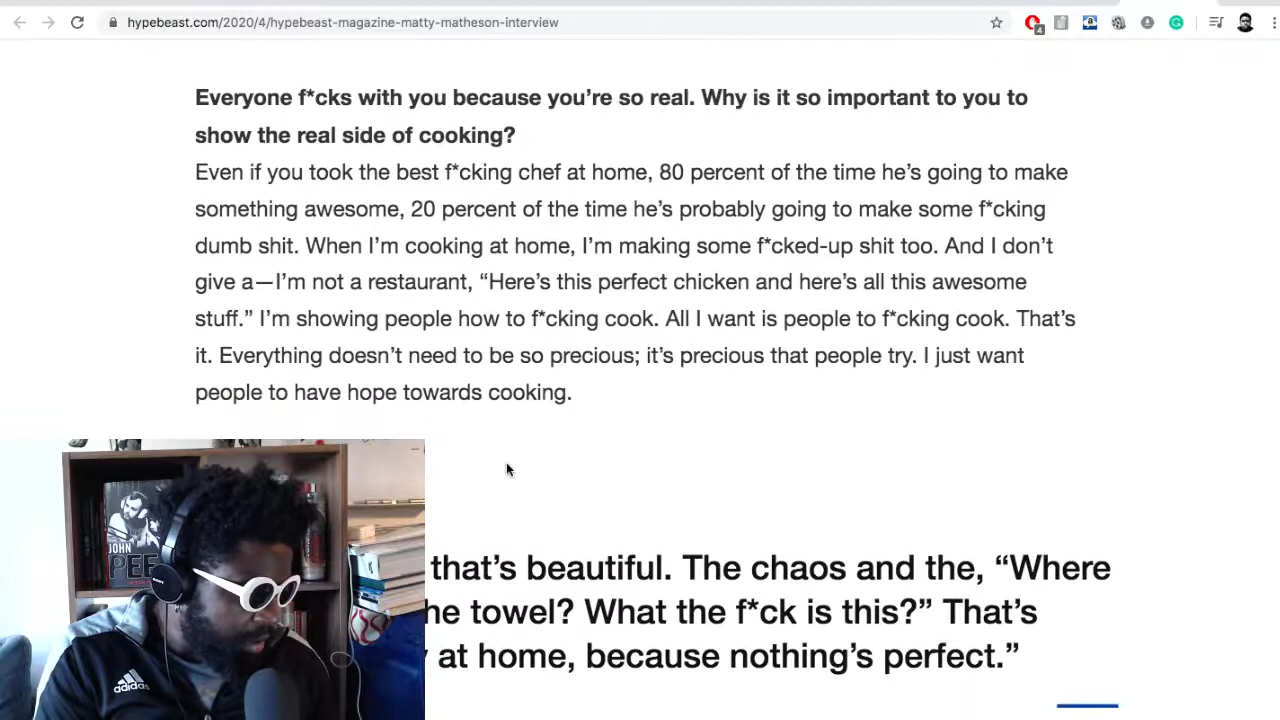 hypebeast.com/2020/4/hypebeast-magazine-matty-matheson-interview
4
Everyone f*cks with you because you’re so real. Why is it so important to you to
show the real side of cooking?
Even if you took the best f*cking chef at home, 80 percent of the time he’s going to make
something awesome, 20 percent of the time he’s probably going to make some f*cking
dumb shit. When I’m cooking at home, I’m making some f*cked-up shit too. And I don’t
give a—I’m not a restaurant, “Here’s this perfect chicken and here’s all this awesome
stuff.” I’m showing people how to f*cking cook. All I want is people to f*cking cook. That’s
it. Everything doesn’t need to be so precious; it’s precious that people try. I just want
people to have hope towards cooking.
that’s beautiful. The chaos and the, “Where
he towel? What the f*ck is this?” That’s
at home, because nothing’s perfect.”
JOHN
PEE
SONY
adidas